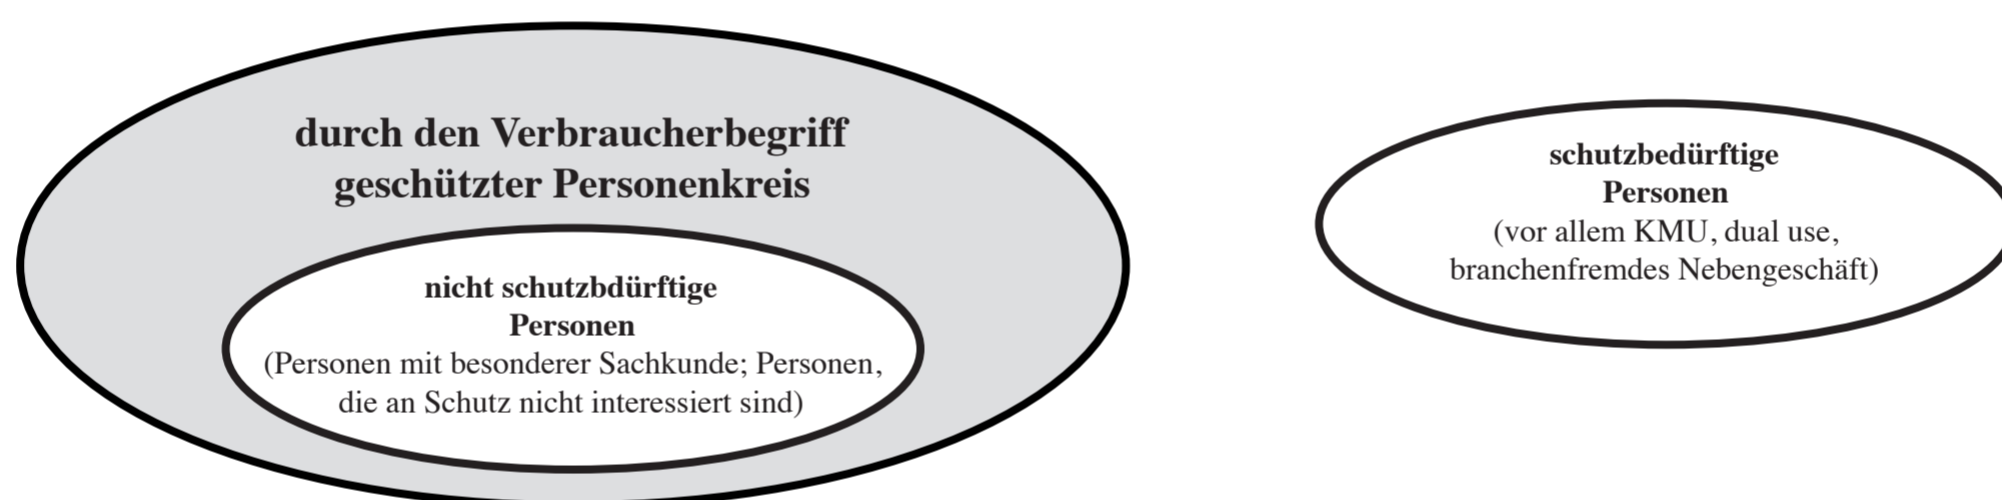 durch den Verbraucherbegriff
geschützter Personenkreis
nicht schutzbdürftige
Personen
(Personen mit besonderer Sachkunde; Personen,
die an Schutz nicht interessiert sind)
schutzbedürftige
Personen
(vor allem KMU, dual use,
branchenfremdes Nebengeschäft)